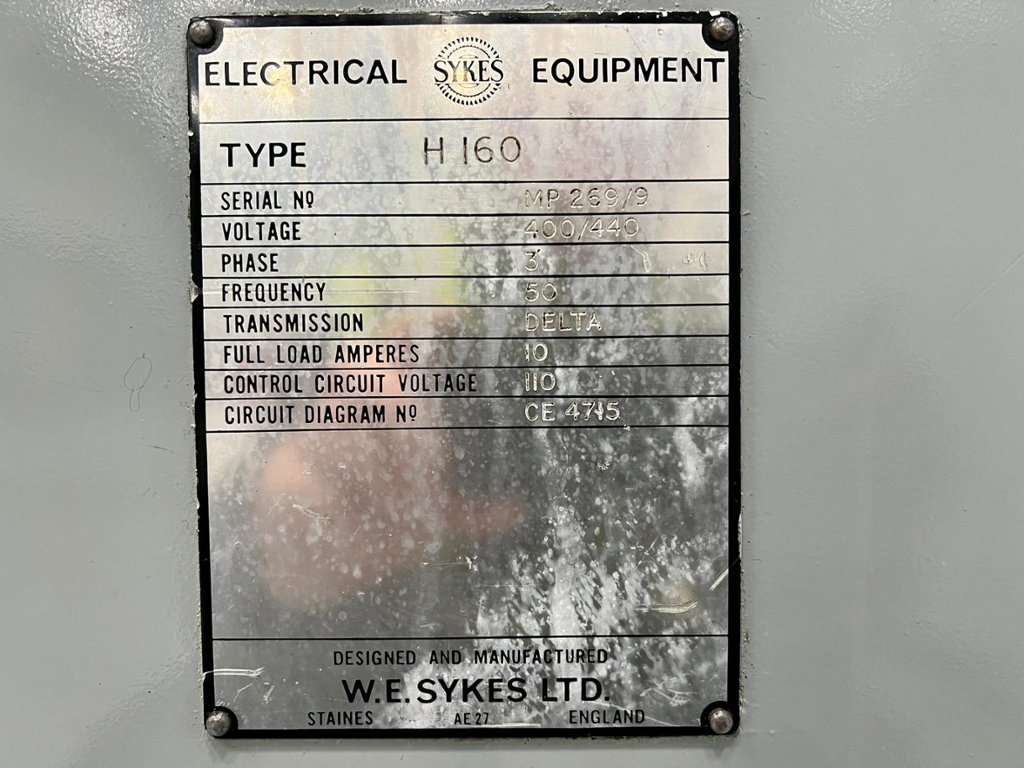 ELECTRICAL SYKES EQUIPMENT
TYPE H 160
SERIAL Nº MP 269/9
VOLTAGE 400/440
PHASE 3
FREQUENCY 50
TRANSMISSION DELTA
FULL LOAD AMPERES 10
CONTROL CIRCUIT VOLTAGE 110
CIRCUIT DIAGRAM Nº CE 4715
DESIGNED AND MANUFACTURED
W.E. SYKES LTD.
STAINES AE27 ENGLAND